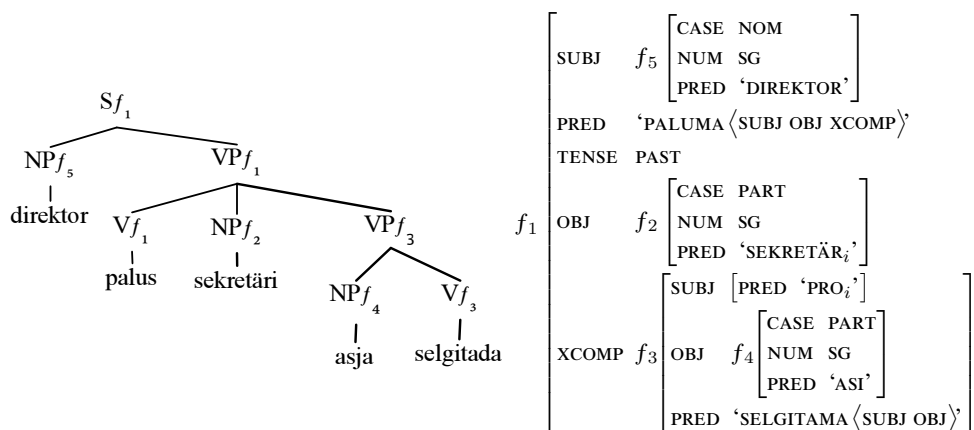 Sf₁
NPf₅ VPf₁
direktor
Vf₁ NPf₂ VPf₃
palus sekretäri
NPf₄ Vf₃
asja selgitada
f₁
SUBJ f₅
CASE NOM
NUM SG
PRED ‘DIREKTOR’
PRED ‘PALUMA⟨SUBJ OBJ XCOMP⟩’
TENSE PAST
OBJ f₂
CASE PART
NUM SG
PRED ‘SEKRETÄRᵢ’
XCOMP f₃
SUBJ [PRED ‘PROᵢ’]
OBJ f₄
CASE PART
NUM SG
PRED ‘ASI’
PRED ‘SELGITAMA⟨SUBJ OBJ⟩’